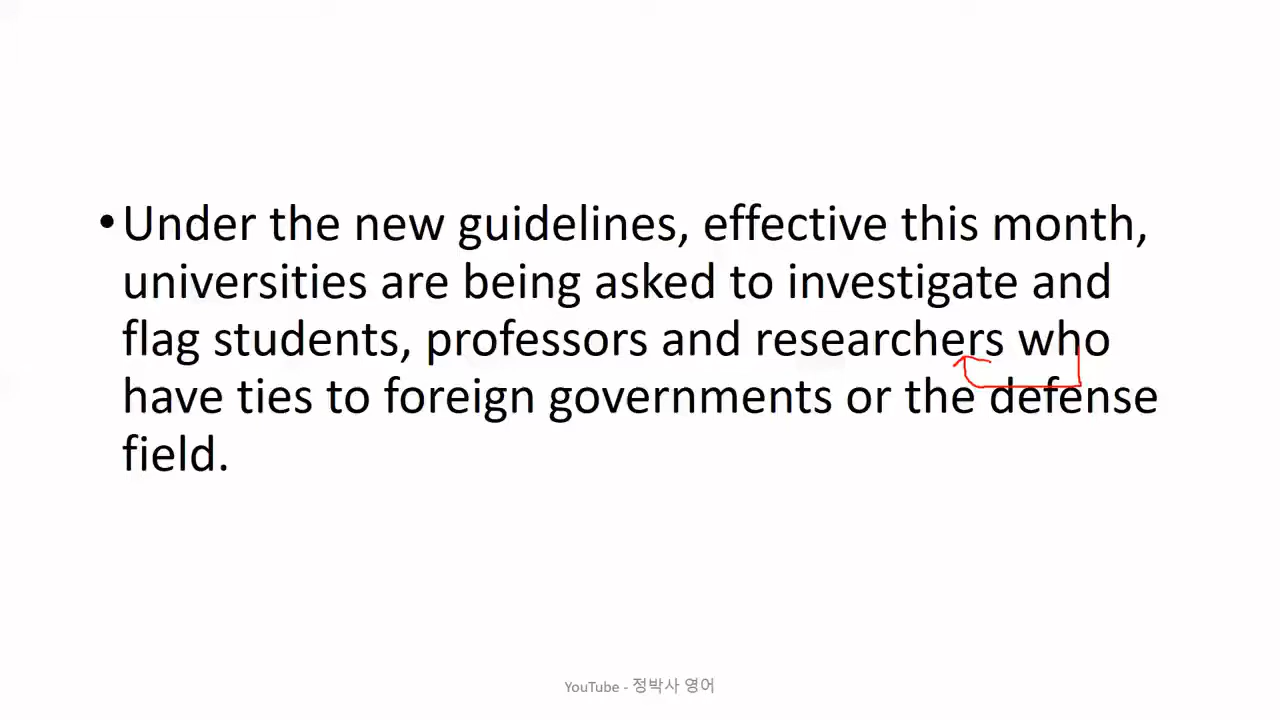 •Under the new guidelines, effective this month,
universities are being asked to investigate and
flag students, professors and researchers who
have ties to foreign governments or the defense
field.
YouTube - 정박사 영어